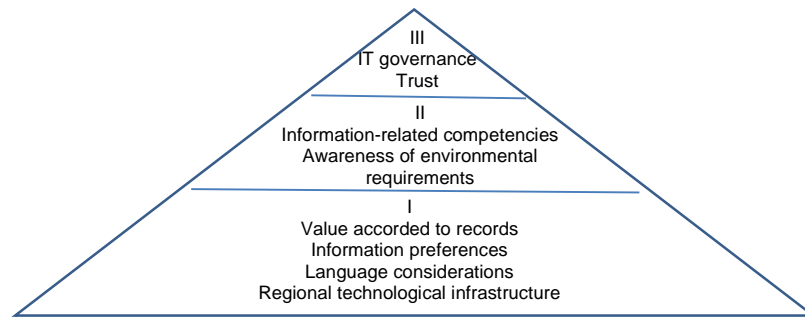 III
IT governance
Trust
II
Information-related competencies
Awareness of environmental
requirements
I
Value accorded to records
Information preferences
Language considerations
Regional technological infrastructure